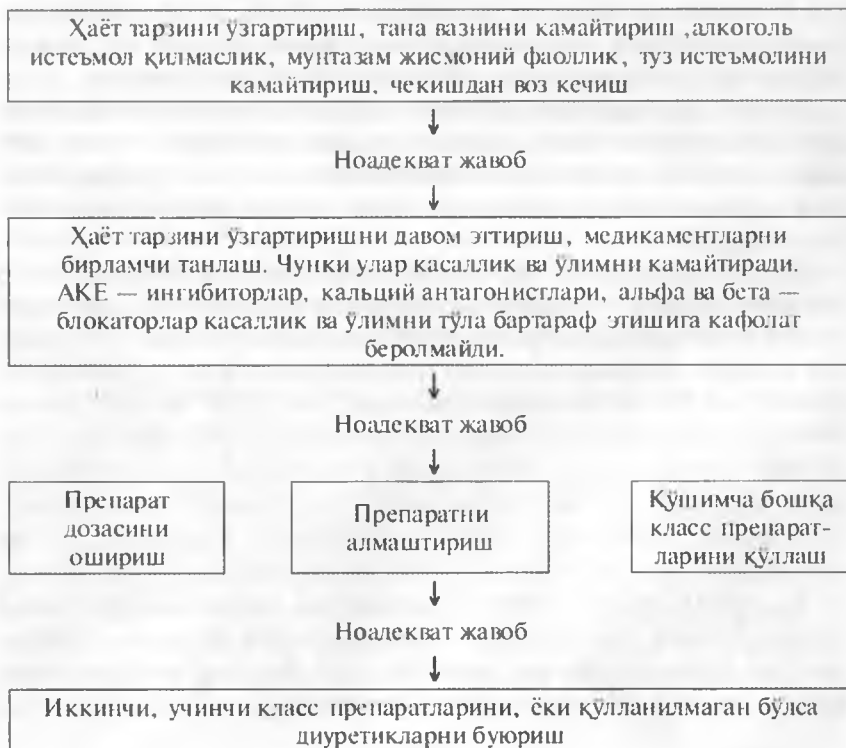 Ҳаёт тарзини ўзгартириш, тана вазнини камайтириш ,алкоголь
истеъмол қилмаслик, мунтазам жисмоний фаоллик, туз истеъмолини
камайтириш, чекишдан воз кечиш
Ноадекват жавоб
Ҳаёт тарзини ўзгартиришни давом эттириш, медикаментларни
бирламчи танлаш. Чунки улар касаллик ва ўлимни камайтиради.
АКЕ — ингибиторлар, кальций антагонистлари, альфа ва бета —
блокаторлар касаллик ва ўлимни тўла бартараф этишига кафолат
беролмайди.
Ноадекват жавоб
Препарат
дозасини
ошириш
Препаратни
алмаштириш
Қўшимча бошқа
класс препарат-
ларини қўллаш
Ноадекват жавоб
Иккинчи, учинчи класс препаратларини, ёки қўлланилмаган бўлса
диуретикларни буюриш